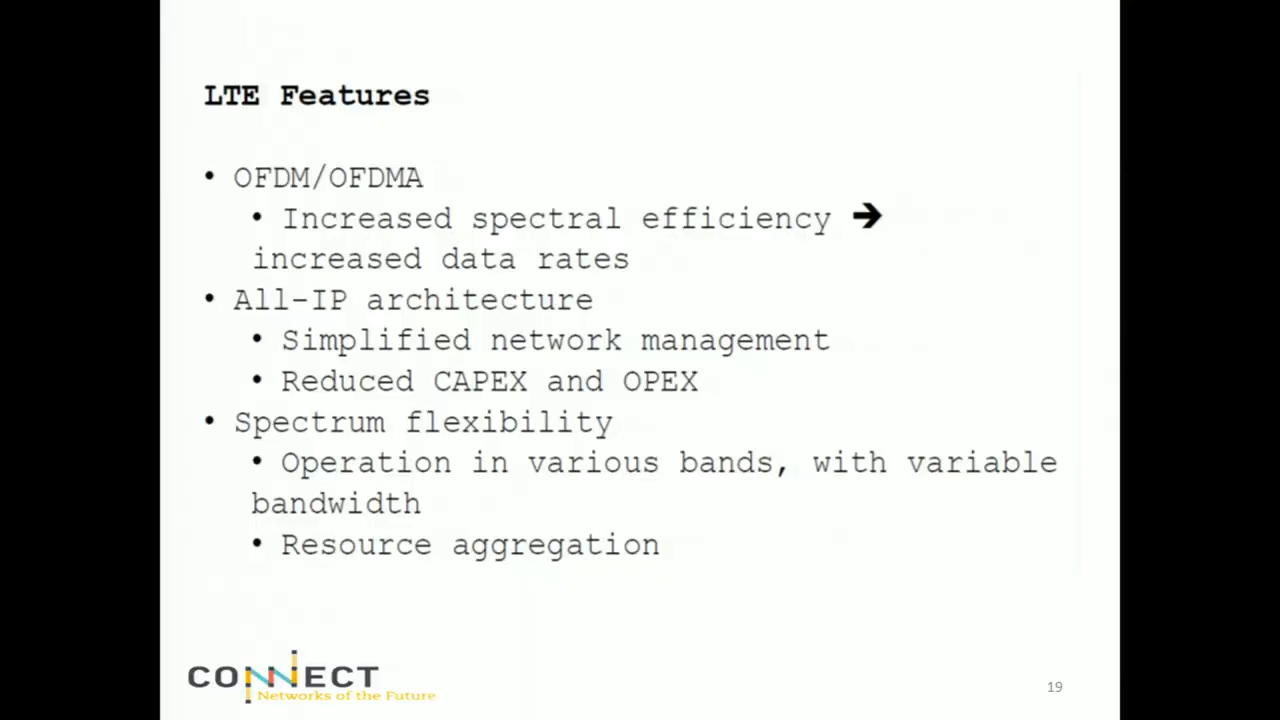 LTE Features
• OFDM/OFDMA
• Increased spectral efficiency ➔
increased data rates
• All-IP architecture
• Simplified network management
• Reduced CAPEX and OPEX
• Spectrum flexibility
• Operation in various bands, with variable
bandwidth
• Resource aggregation
CONNECT
Networks of the Future
19